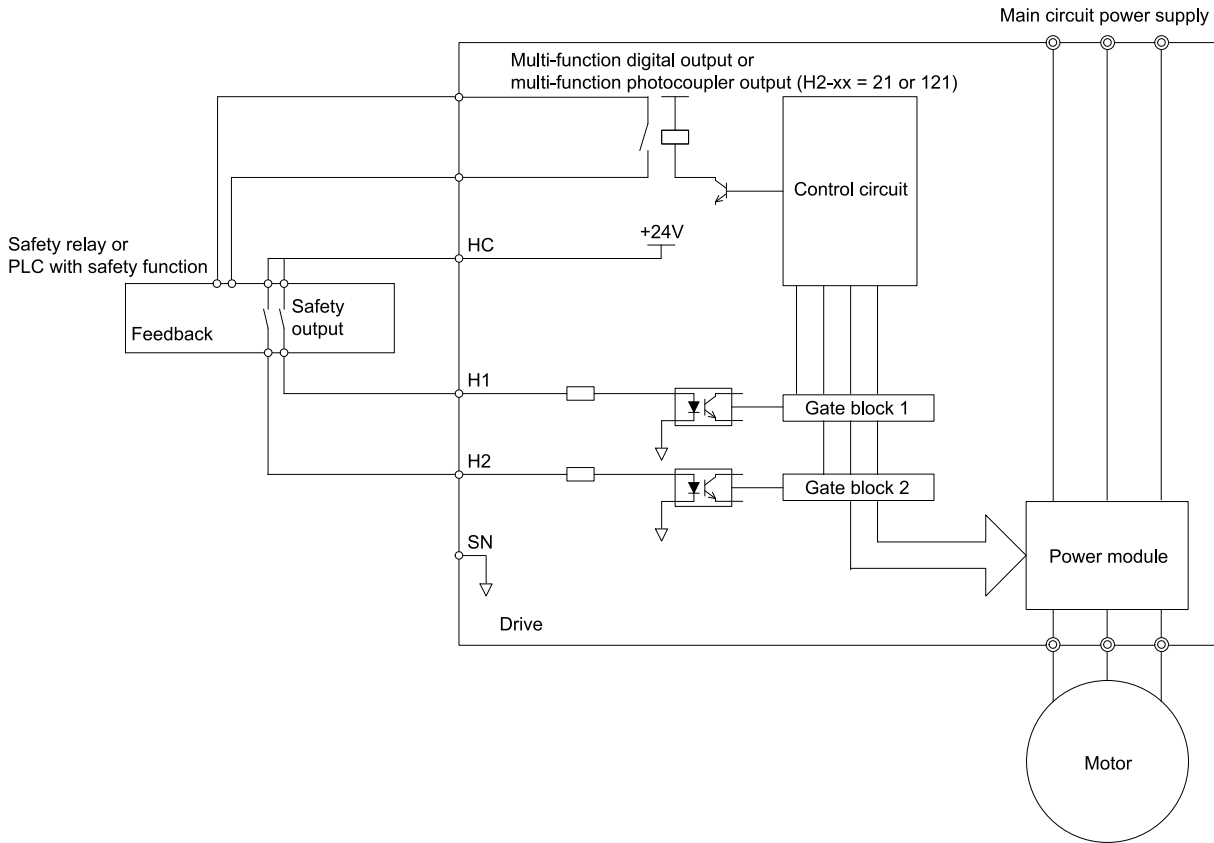 Main circuit power supply
Multi-function digital output or
multi-function photocoupler output (H2-xx = 21 or 121)
Control circuit
+24V
Safety relay or
PLC with safety function
HC
Safety
output
Feedback
H1
Gate block 1
H2
Gate block 2
SN
Power module
Drive
Motor